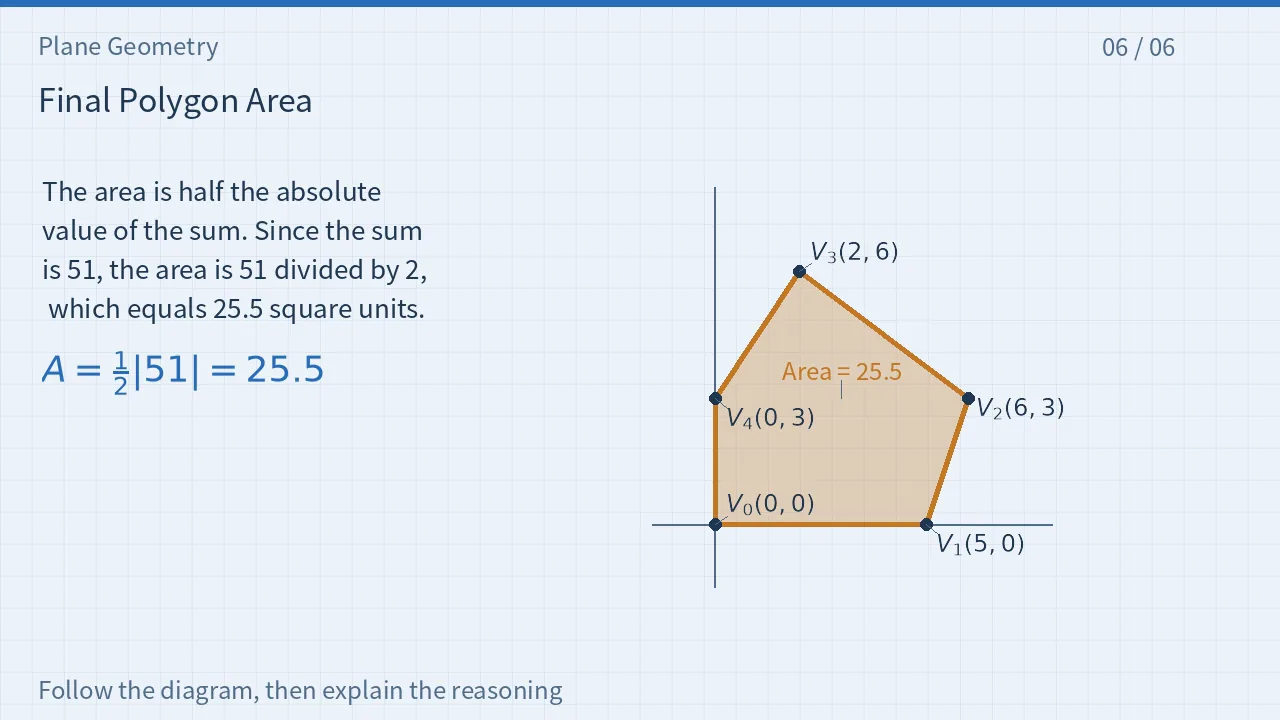 Plane Geometry
06 / 06
Final Polygon Area
The area is half the absolute
value of the sum. Since the sum
is 51, the area is 51 divided by 2,
which equals 25.5 square units.
A = 1/2|51| = 25.5
V₃(2, 6)
Area = 25.5
V₂(6, 3)
V₄(0, 3)
V₀(0, 0)
V₁(5, 0)
Follow the diagram, then explain the reasoning